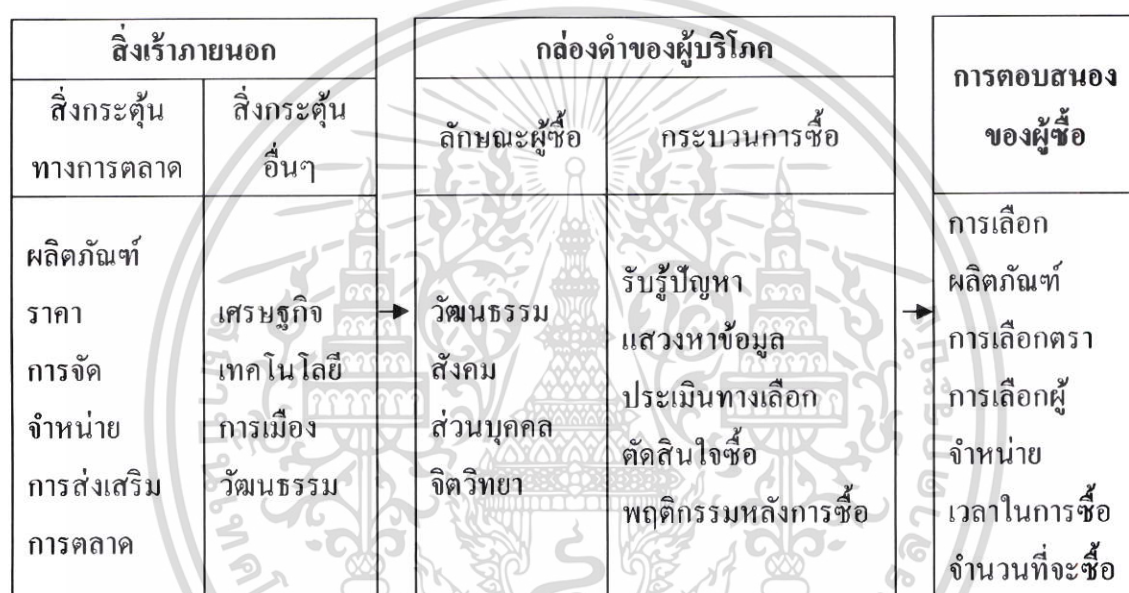 สิ่งเร้าภายนอก
สิ่งกระตุ้น
ทางการตลาด
สิ่งกระตุ้น
อื่นๆ
ผลิตภัณฑ์
ราคา
การจัด
จำหน่าย
การส่งเสริม
การตลาด
เศรษฐกิจ
เทคโนโลยี
การเมือง
วัฒนธรรม
กล่องดำของผู้บริโภค
ลักษณะผู้ซื้อ
กระบวนการซื้อ
วัฒนธรรม
สังคม
ส่วนบุคคล
จิตวิทยา
รับรู้ปัญหา
แสวงหาข้อมูล
ประเมินทางเลือก
ตัดสินใจซื้อ
พฤติกรรมหลังการซื้อ
การตอบสนอง
ของผู้ซื้อ
การเลือก
ผลิตภัณฑ์
การเลือกตรา
การเลือกผู้
จำหน่าย
เวลาในการซื้อ
จำนวนที่จะซื้อ